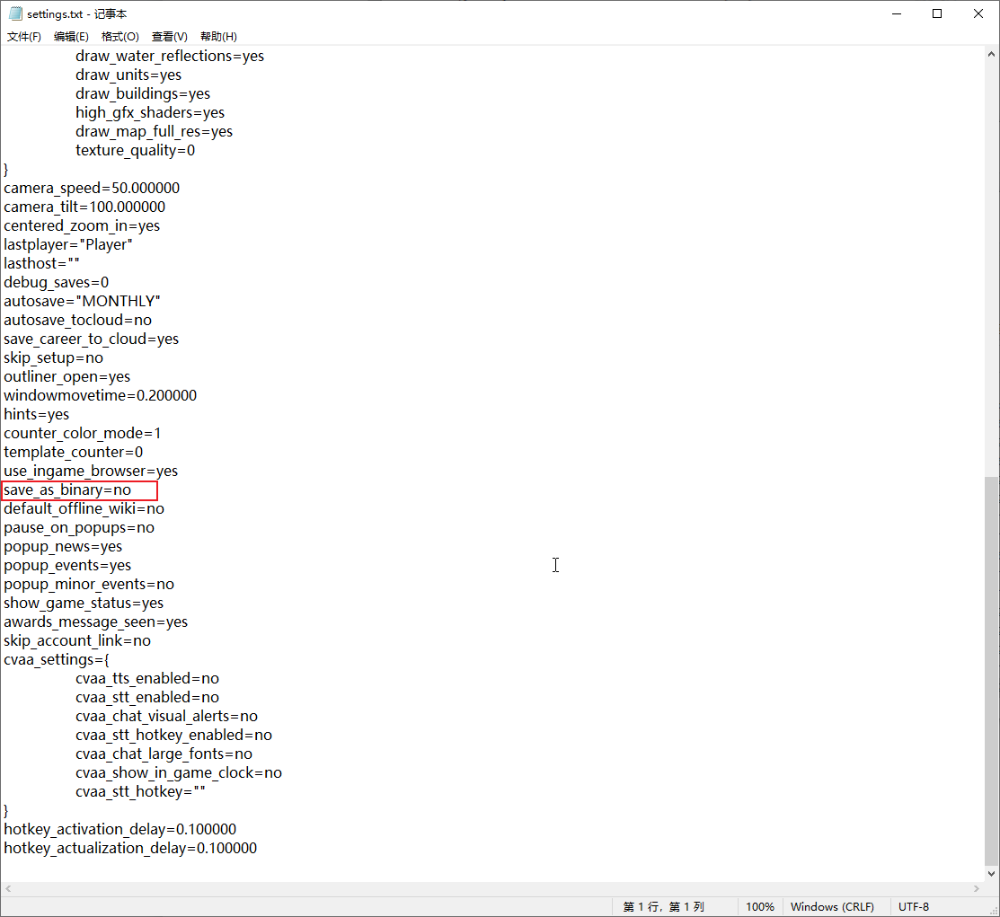 settings.txt - 记事本
文件(F) 编辑(E) 格式(O) 查看(V) 帮助(H)
draw_water_reflections=yes
draw_units=yes
draw_buildings=yes
high_gfx_shaders=yes
draw_map_full_res=yes
texture_quality=0
}
camera_speed=50.000000
camera_tilt=100.000000
centered_zoom_in=yes
lastplayer="Player"
lasthost=""
debug_saves=0
autosave="MONTHLY"
autosave_tocloud=no
save_career_to_cloud=yes
skip_setup=no
outliner_open=yes
windowmovetime=0.200000
hints=yes
counter_color_mode=1
template_counter=0
use_ingame_browser=yes
save_as_binary=no
default_offline_wiki=no
pause_on_popups=no
popup_news=yes
popup_events=yes
popup_minor_events=no
show_game_status=yes
awards_message_seen=yes
skip_account_link=no
cvaa_settings={
cvaa_tts_enabled=no
cvaa_stt_enabled=no
cvaa_chat_visual_alerts=no
cvaa_stt_hotkey_enabled=no
cvaa_chat_large_fonts=no
cvaa_show_in_game_clock=no
cvaa_stt_hotkey=""
}
hotkey_activation_delay=0.100000
hotkey_actualization_delay=0.100000
第 1 行，第 1 列 100% Windows (CRLF) UTF-8